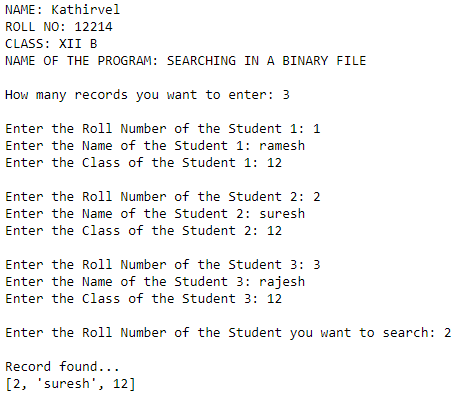 NAME: Kathirvel
ROLL NO: 12214
CLASS: XII B
NAME OF THE PROGRAM: SEARCHING IN A BINARY FILE
How many records you want to enter: 3
Enter the Roll Number of the Student 1: 1
Enter the Name of the Student 1: ramesh
Enter the Class of the Student 1: 12
Enter the Roll Number of the Student 2: 2
Enter the Name of the Student 2: suresh
Enter the Class of the Student 2: 12
Enter the Roll Number of the Student 3: 3
Enter the Name of the Student 3: rajesh
Enter the Class of the Student 3: 12
Enter the Roll Number of the Student you want to search: 2
Record found...
[2, 'suresh', 12]